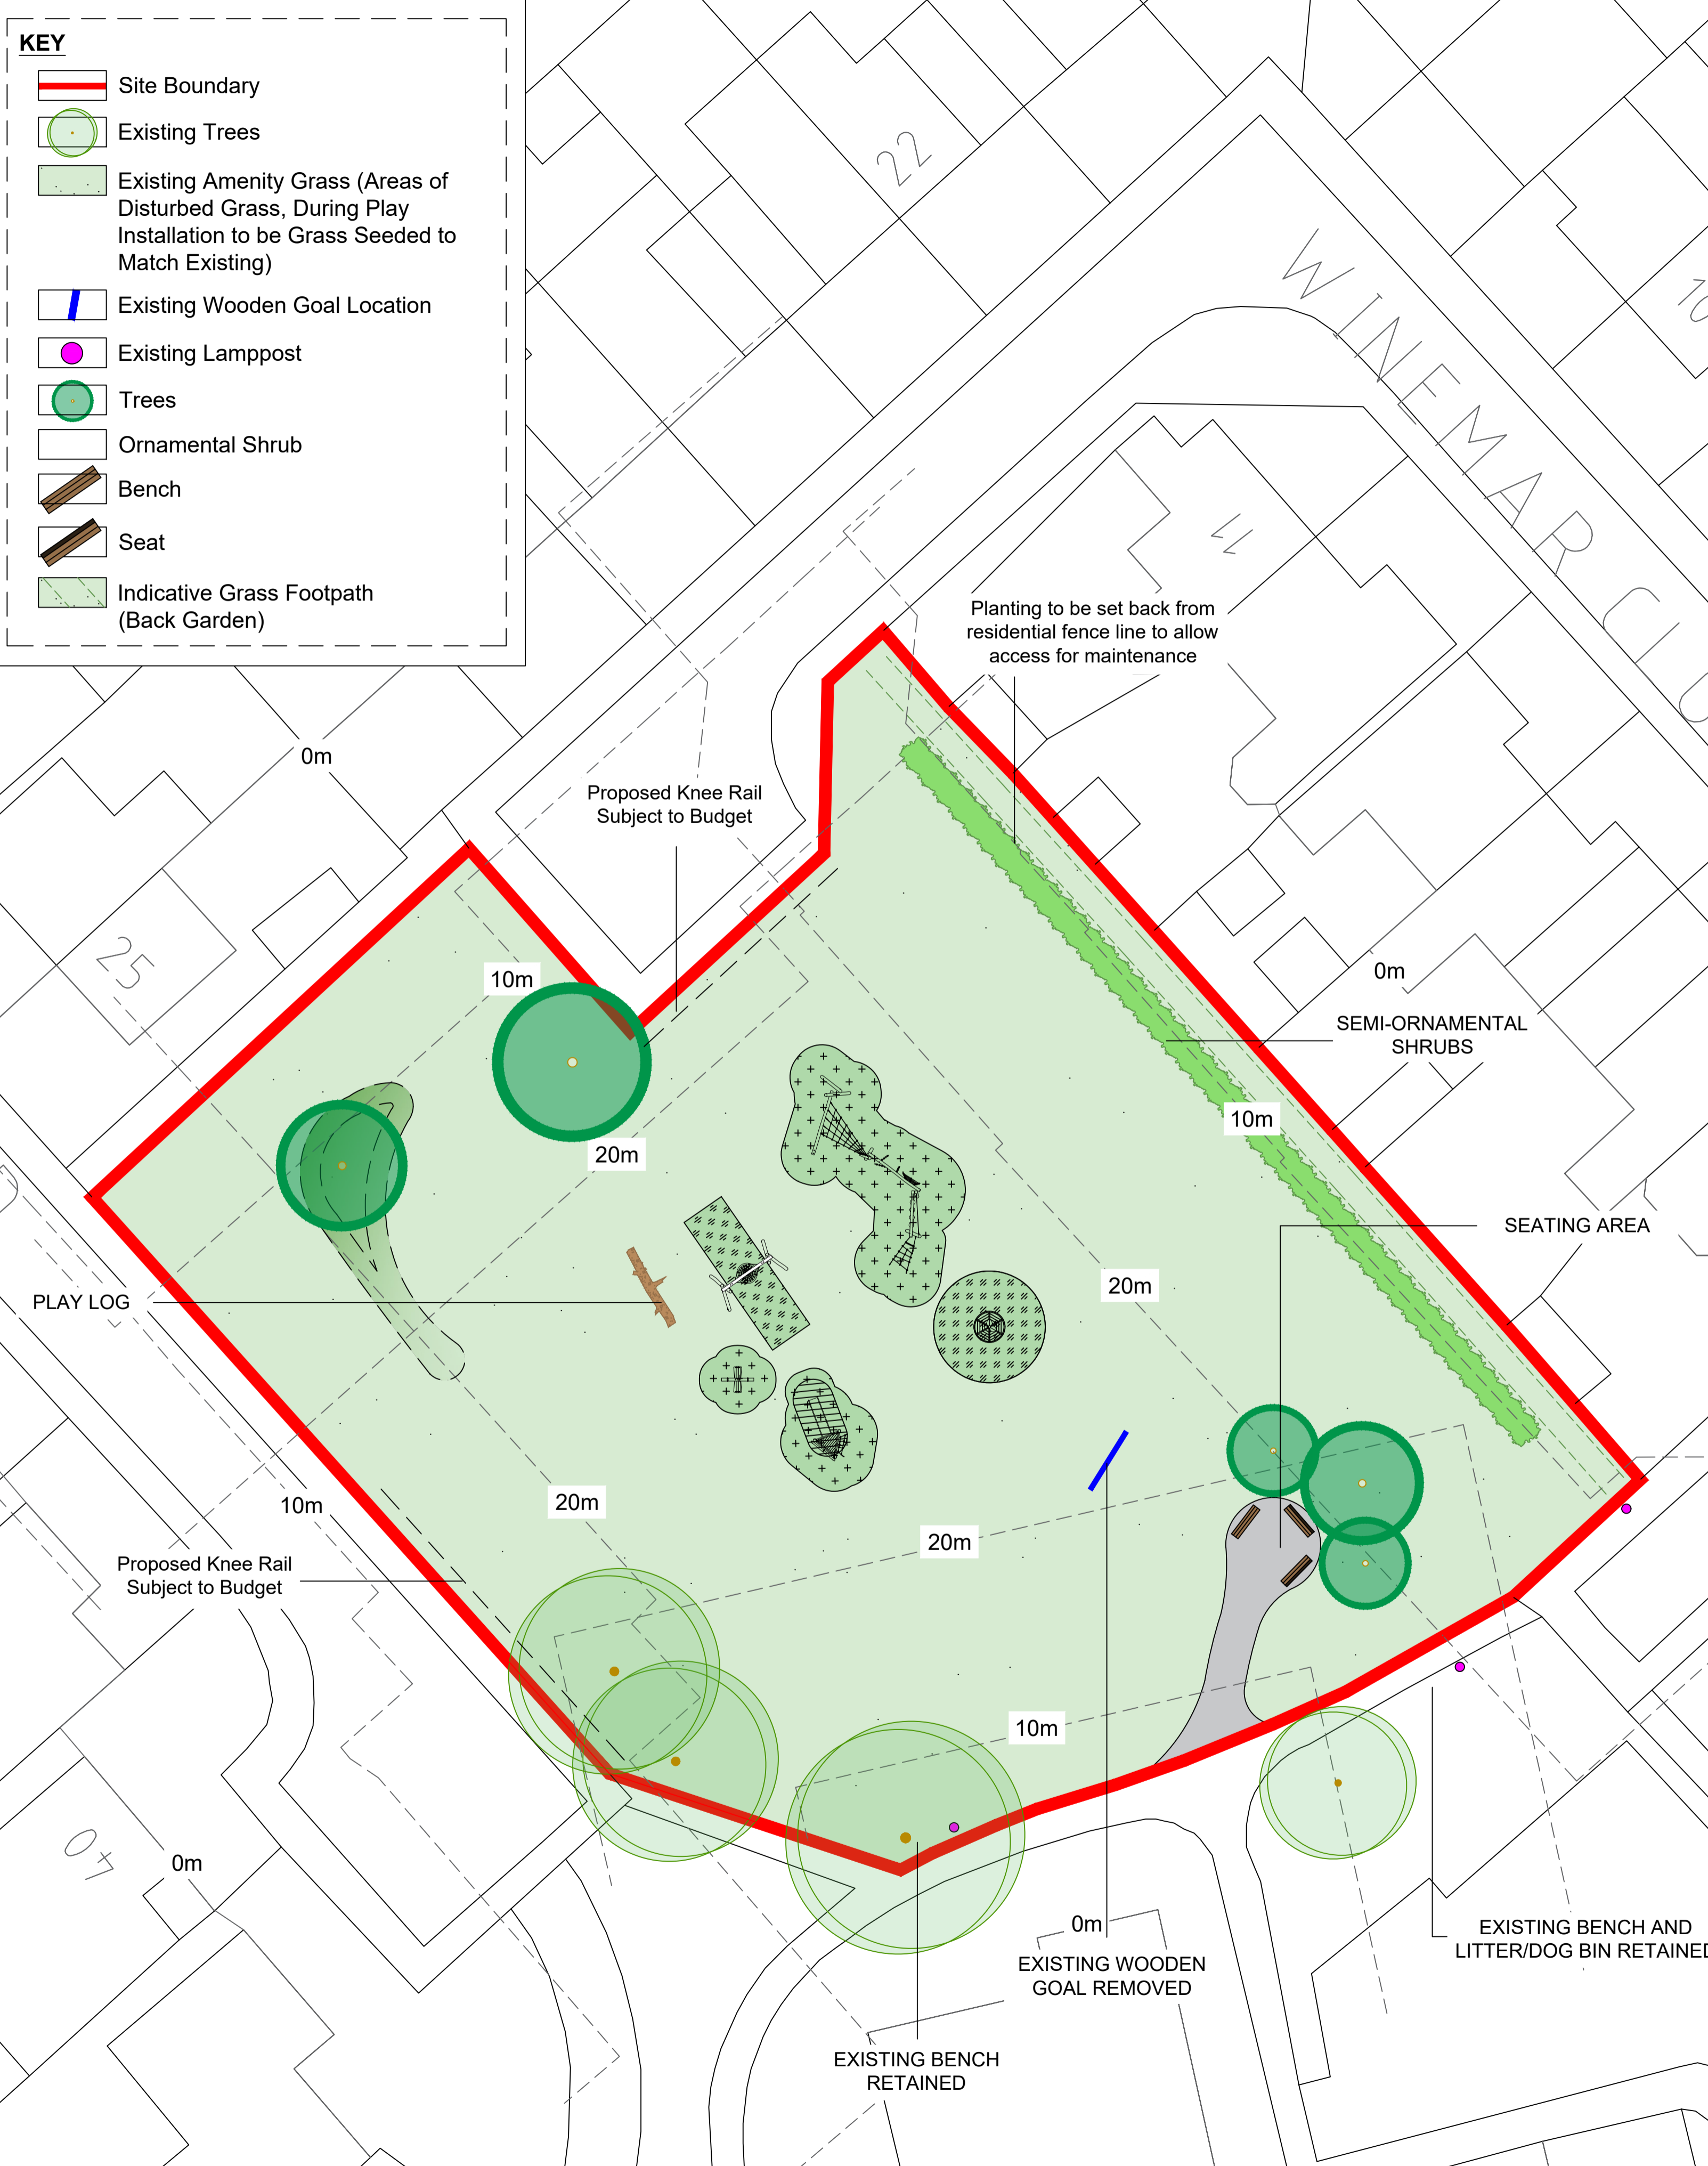 KEY
Site Boundary
Existing Trees
Existing Amenity Grass (Areas of
Disturbed Grass, During Play
Installation to be Grass Seeded to
Match Existing)
Existing Wooden Goal Location
Existing Lamppost
Trees
Ornamental Shrub
Bench
Seat
Indicative Grass Footpath
(Back Garden)
22
WINEMAR CLO
10
11
Planting to be set back from
residential fence line to allow
access for maintenance
0m
Proposed Knee Rail
Subject to Budget
25
10m
0m
SEMI-ORNAMENTAL
SHRUBS
10m
20m
SEATING AREA
20m
PLAY LOG
10m
20m
20m
Proposed Knee Rail
Subject to Budget
10m
40
0m
0m
EXISTING WOODEN
GOAL REMOVED
EXISTING BENCH AND
LITTER/DOG BIN RETAINED
EXISTING BENCH
RETAINED